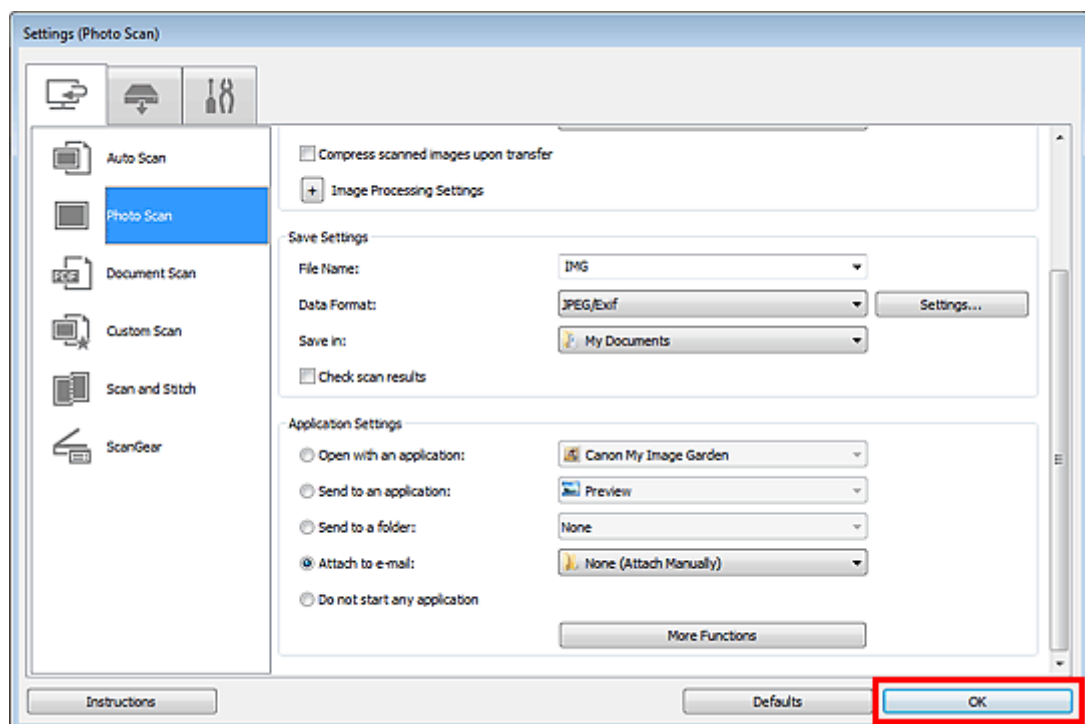 Settings (Photo Scan)
Auto Scan
Photo Scan
PDF
Document Scan
Custom Scan
Scan and Stitch
ScanGear
Compress scanned images upon transfer
+ Image Processing Settings
Save Settings
File Name: IMG
Data Format: JPEG/Exif Settings...
Save in: My Documents
Check scan results
Application Settings
Open with an application: Canon My Image Garden
Send to an application: Preview
Send to a folder: None
Attach to e-mail: None (Attach Manually)
Do not start any application
More Functions
Instructions Defaults OK